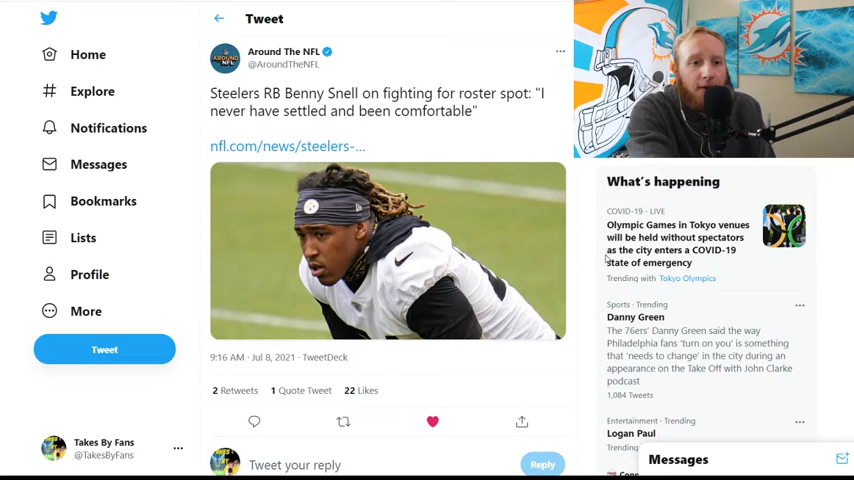 Home
Explore
Notifications
Messages
Bookmarks
Lists
Profile
More
Tweet
Takes By Fans
@TakesByFans
Tweet
AROUND
NFL
Around The NFL
@AroundTheNFL
Steelers RB Benny Snell on fighting for roster spot: "I
never have settled and been comfortable"
nfl.com/news/steelers-...
9:16 AM · Jul 8, 2021 · TweetDeck
2 Retweets 1 Quote Tweet 22 Likes
Tweet your reply
Reply
What's happening
COVID-19 · LIVE
Olympic Games in Tokyo venues
will be held without spectators
as the city enters a COVID-19
state of emergency
Trending with Tokyo Olympics
Sports · Trending
Danny Green
The 76ers' Danny Green said the way
Philadelphia fans 'turn on you' is something
that 'needs to change' in the city during an
appearance on the Take Off with John Clarke
podcast
1,084 Tweets
Entertainment · Trending
Logan Paul
Trending
Messages